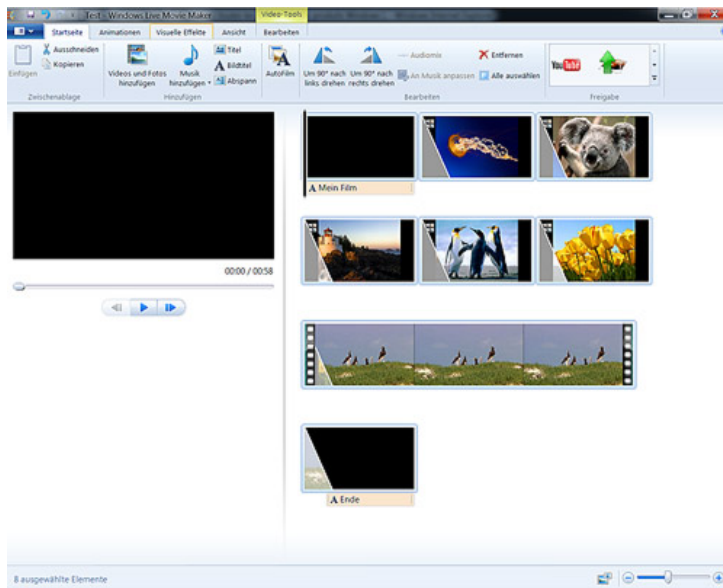 Test - Windows Live Movie Maker
Video-Tools
Startseite Animationen Visuelle Effekte Ansicht Bearbeiten
Einfügen
Ausschneiden
Kopieren
Zwischenablage
Videos und Fotos
hinzufügen
Musik
hinzufügen
Titel
Bildtitel
Abspann
Hinzufügen
AutoFilm
Um 90° nach
links drehen
Um 90° nach
rechts drehen
Audiomix
An Musik anpassen
Entfernen
Alle auswählen
Bearbeiten
You Tube
Freigabe
A Mein Film
00:00 / 00:58
A Ende
8 ausgewählte Elemente